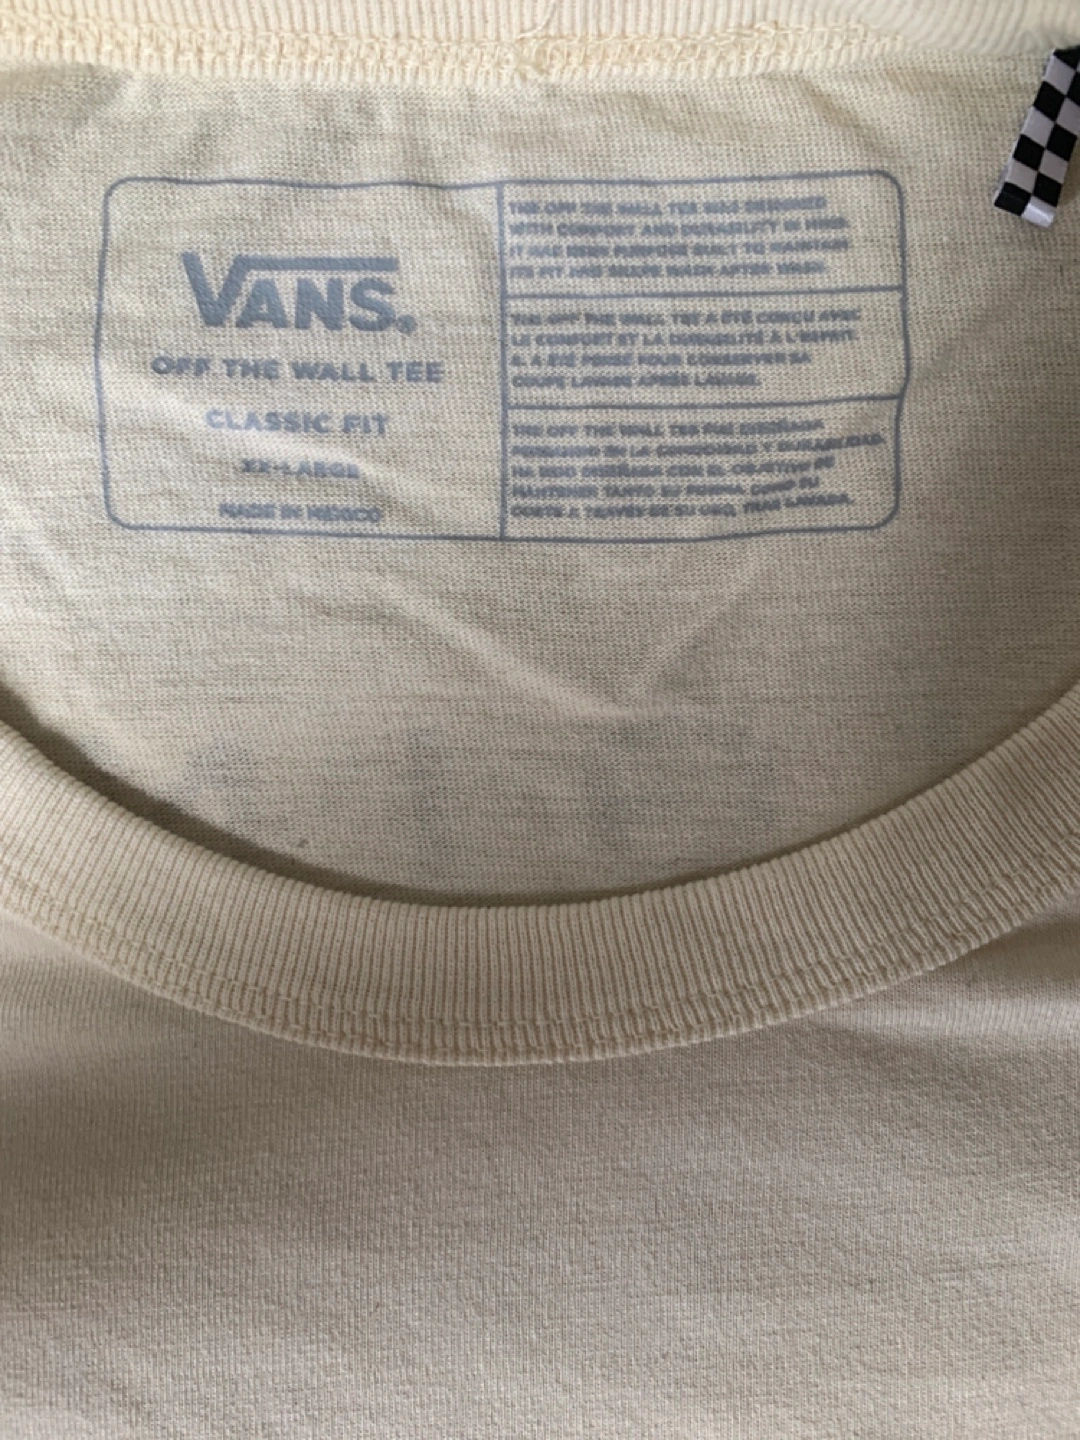 VANS®
OFF THE WALL TEE
CLASSIC FIT
XX-LARGE
MADE IN MEXICO
THE OFF THE WALL TEE WAS DESIGNED
WITH COMFORT AND DURABILITY IN MIND.
IT HAS BEEN PURPOSE BUILT TO MAINTAIN
ITS FIT AND SHAPE WASH AFTER WASH.
THE OFF THE WALL TEE A ÉTÉ CONÇU AVEC
LE CONFORT ET LA DURABILITÉ À L'ESPRIT.
IL A ÉTÉ PENSÉ POUR CONSERVER SA
COUPE LAVAGE APRÈS LAVAGE.
THE OFF THE WALL TEE FUE DISEÑADA
PENSANDO EN LA COMODIDAD Y DURABILIDAD.
HA SIDO DISEÑADA CON EL OBJETIVO DE
MANTENER TANTO SU FORMA, COMO SU
CORTE A TRAVÉS DE SU USO, TRAS LAVADA.